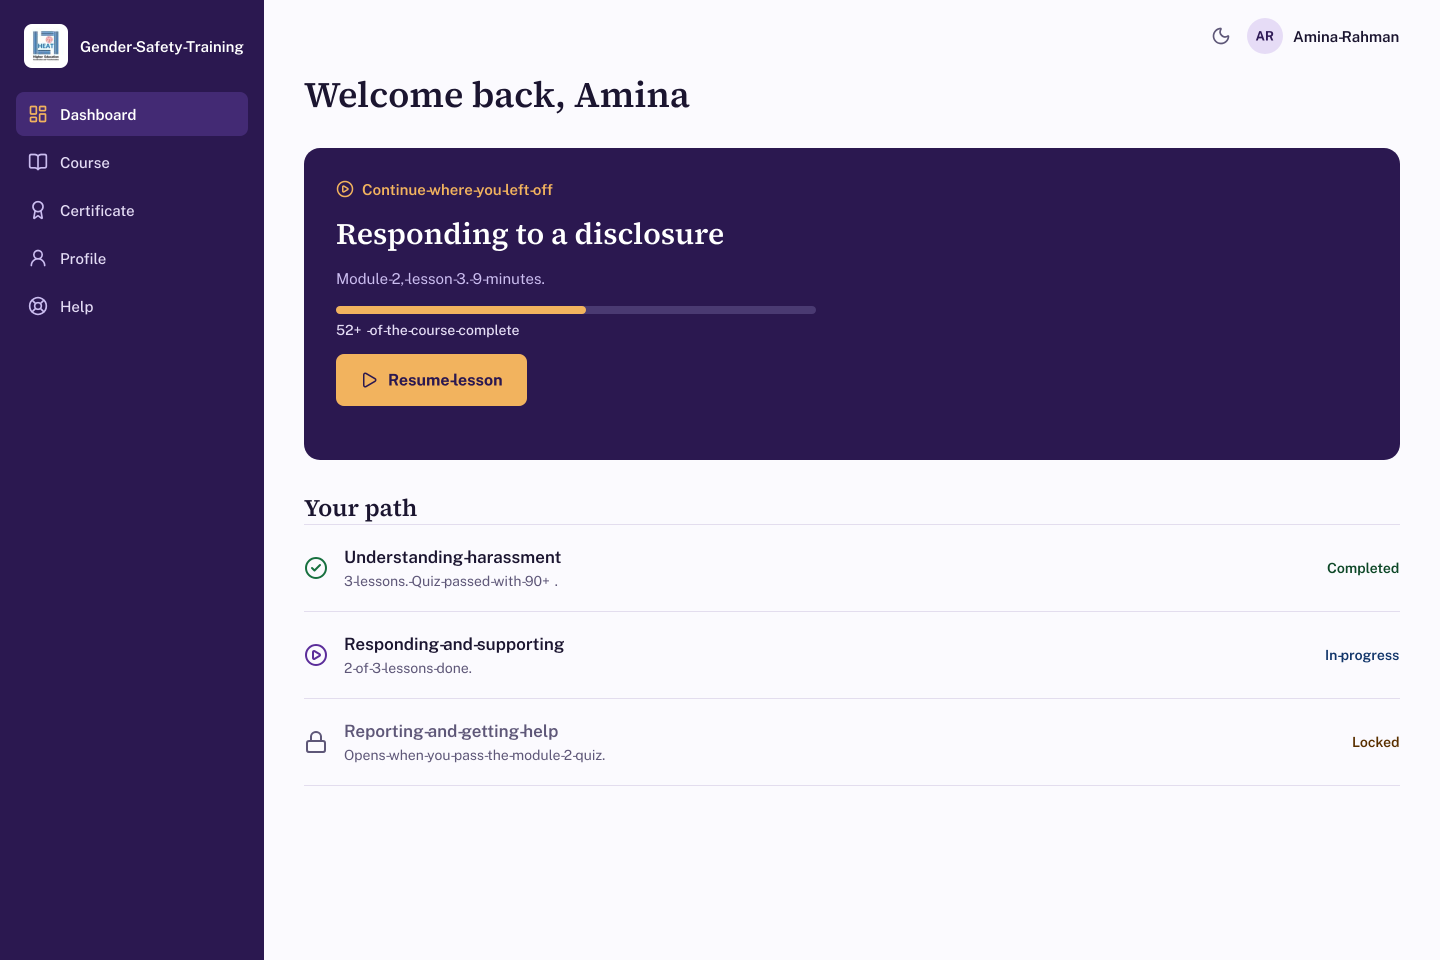 HEAT
Gender-Safety-Training
Dashboard
Course
Certificate
Profile
Help
AR
Amina-Rahman
Welcome back, Amina
Continue-where-you-left-off
Responding to a disclosure
Module-2,-lesson-3.-9-minutes.
52+ -of-the-course-complete
Resume-lesson
Your path
Understanding-harassment
3-lessons.-Quiz-passed-with-90+ .
Completed
Responding-and-supporting
2-of-3-lessons-done.
In-progress
Reporting-and-getting-help
Opens-when-you-pass-the-module-2-quiz.
Locked